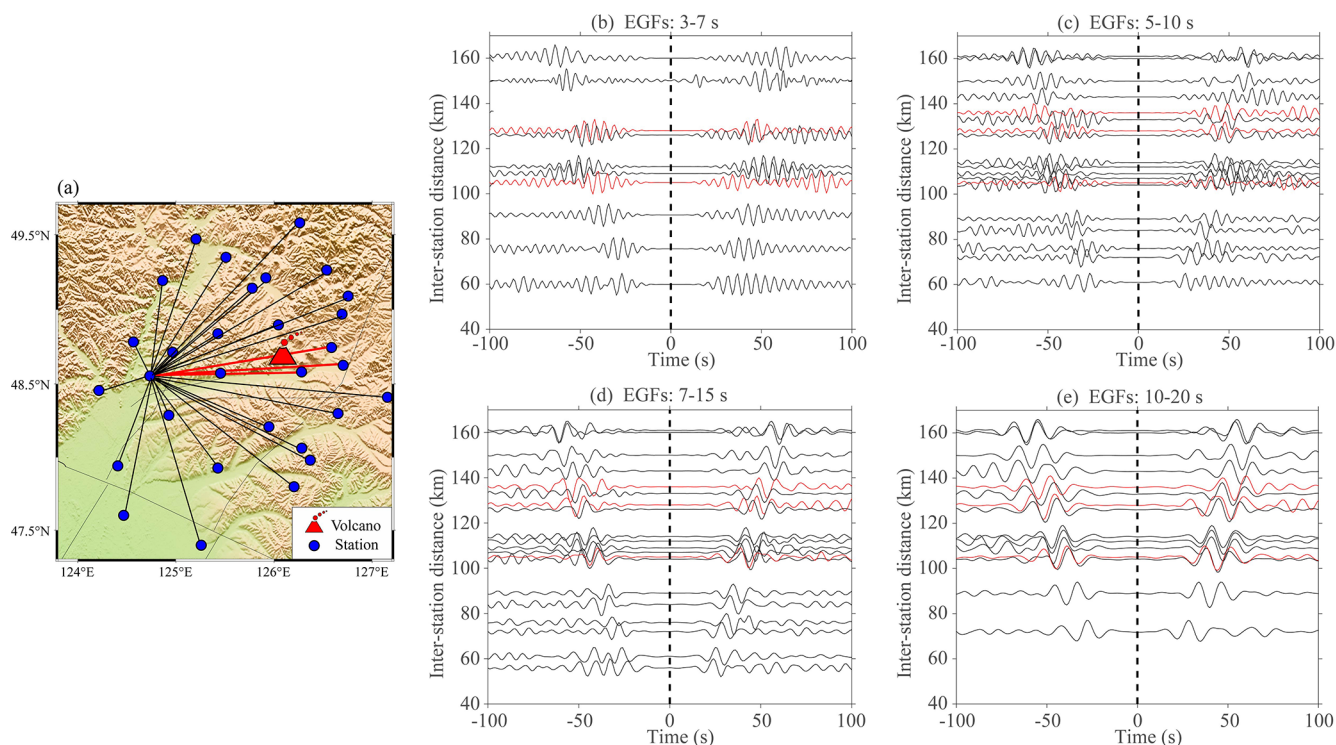 (a)
49.5°N
48.5°N
47.5°N
124°E 125°E 126°E 127°E
Volcano
Station
(b) EGFs: 3-7 s
Inter-station distance (km)
160
140
120
100
80
60
40
-100 -50 0 50 100
Time (s)
(c) EGFs: 5-10 s
Inter-station distance (km)
160
140
120
100
80
60
40
-100 -50 0 50 100
Time (s)
(d) EGFs: 7-15 s
Inter-station distance (km)
160
140
120
100
80
60
40
-100 -50 0 50 100
Time (s)
(e) EGFs: 10-20 s
Inter-station distance (km)
160
140
120
100
80
60
40
-100 -50 0 50 100
Time (s)